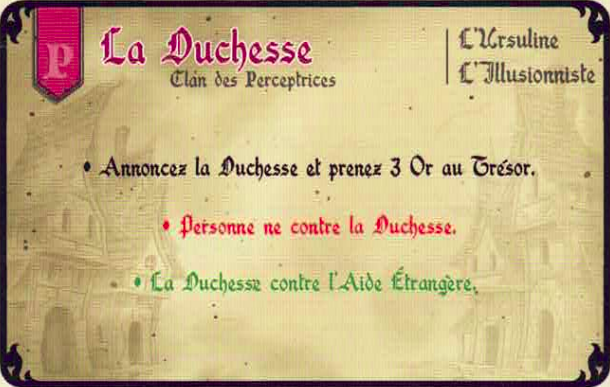 P
La Duchesse
Clan des Perceptrices
L'Ursuline
L'Illusionniste
• Annoncez la Duchesse et prenez 3 Or au Trésor.
• Personne ne contre la Duchesse.
• La Duchesse contre l'Aide Étrangère.